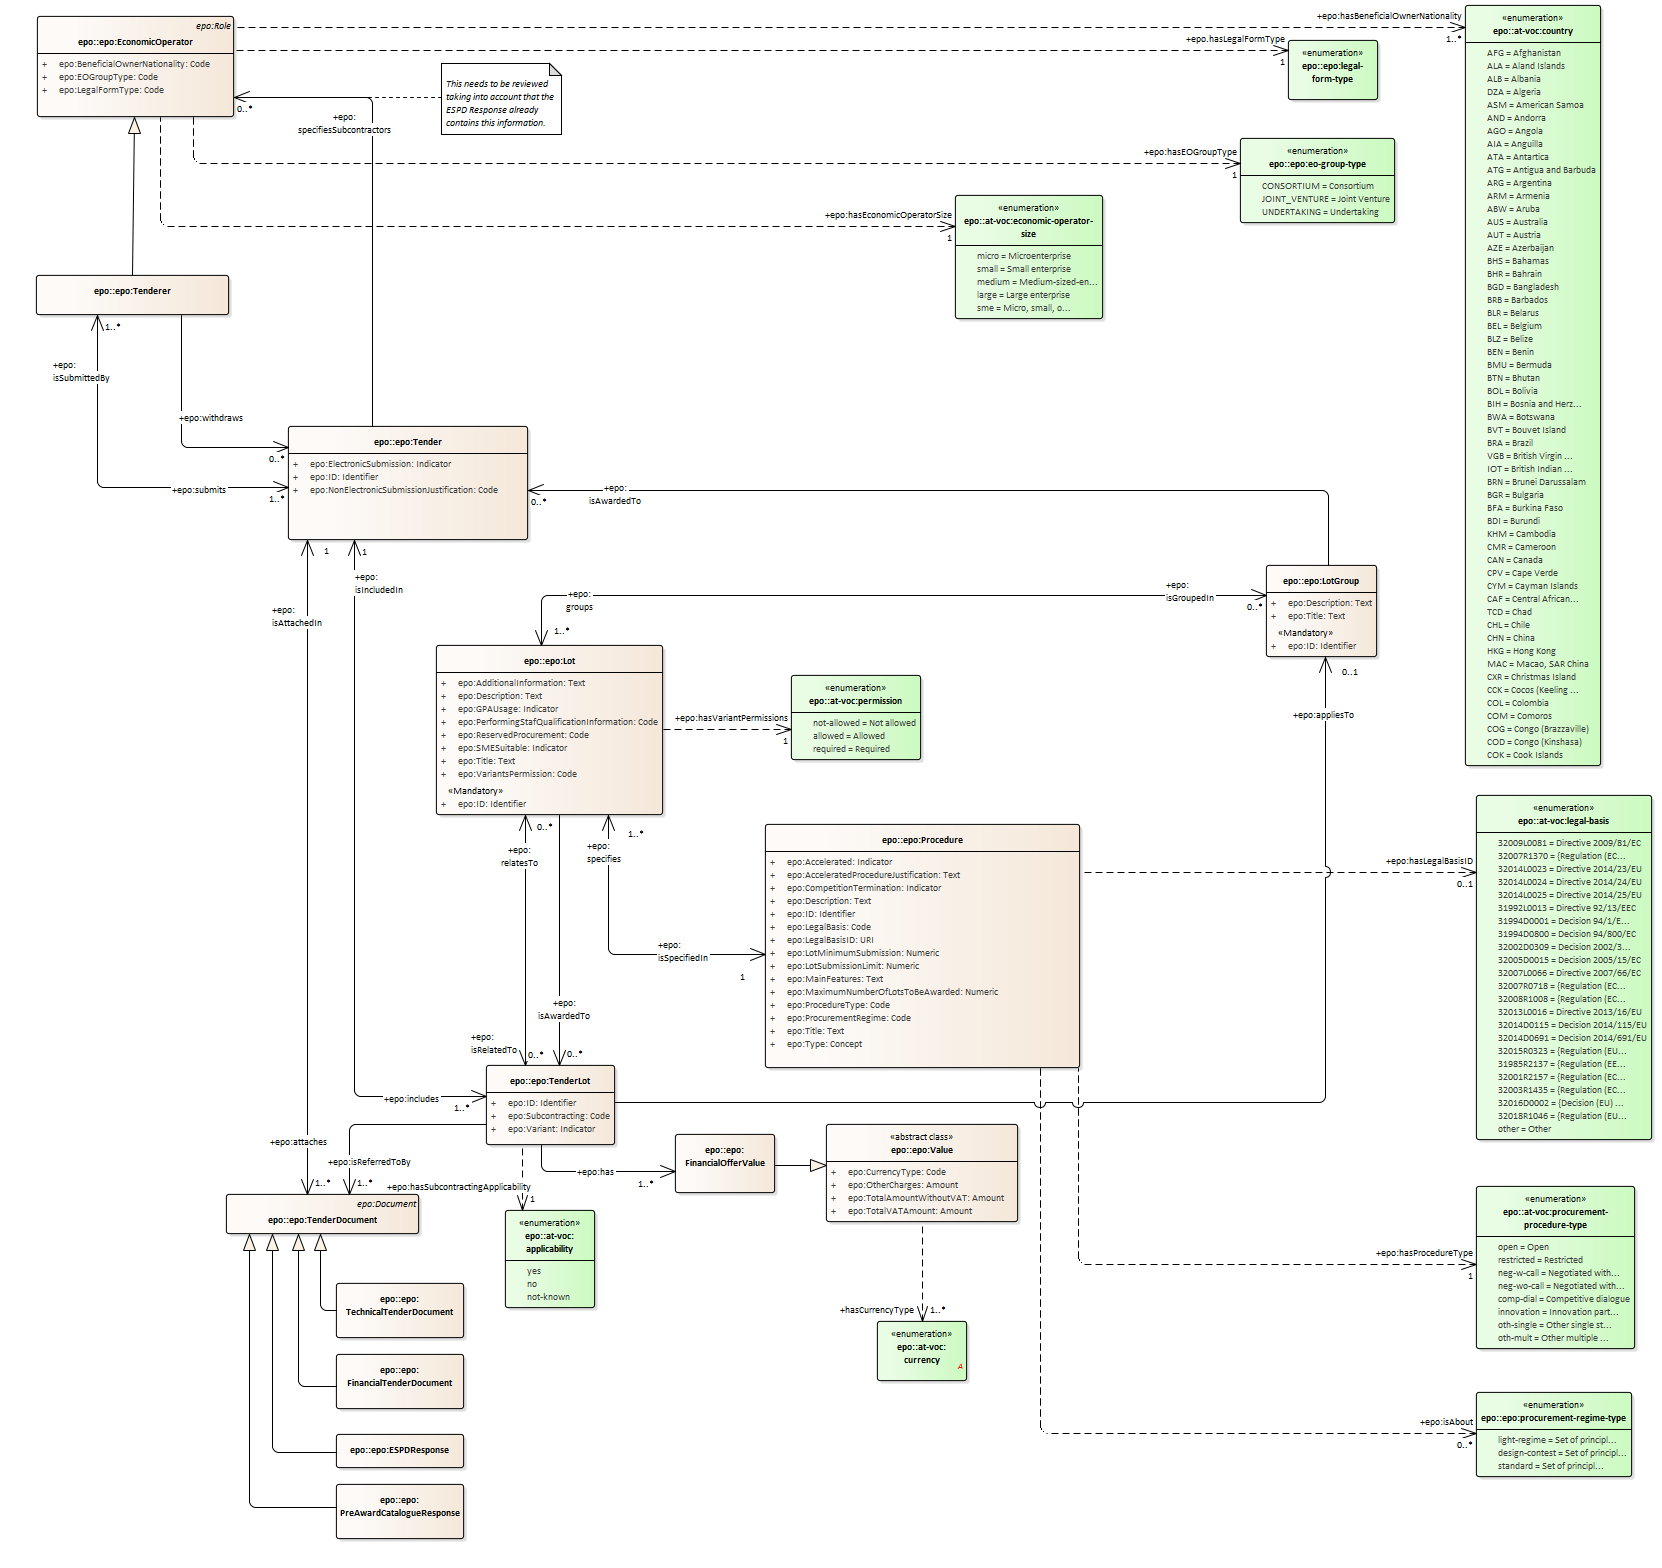 epo:Role
epo::epo:EconomicOperator
+ epo:BeneficialOwnerNationality: Code
+ epo:EOGroupType: Code
+ epo:LegalFormType: Code
+epo:hasBeneficialOwnerNationality
1..*
+epo.hasLegalFormType
1
«enumeration»
epo::epo:legal-
form-type
This needs to be reviewed
taking into account that the
ESPD Response already
contains this information.
0..*
+epo:
specifiesSubcontractors
+epo:hasEOGroupType
1
«enumeration»
epo::epo:eo-group-type
CONSORTIUM = Consortium
JOINT_VENTURE = Joint Venture
UNDERTAKING = Undertaking
+epo:hasEconomicOperatorSize
1
«enumeration»
epo::at-voc:economic-operator-
size
micro = Microenterprise
small = Small enterprise
medium = Medium-sized-en...
large = Large enterprise
sme = Micro, small, o...
«enumeration»
epo::at-voc:country
AFG = Afghanistan
ALA = Aland Islands
ALB = Albania
DZA = Algeria
ASM = American Samoa
AND = Andorra
AGO = Angola
AIA = Anguilla
ATA = Antartica
ATG = Antigua and Barbuda
ARG = Argentina
ARM = Armenia
ABW = Aruba
AUS = Australia
AUT = Austria
AZE = Azerbaijan
BHS = Bahamas
BHR = Bahrain
BGD = Bangladesh
BRB = Barbados
BLR = Belarus
BEL = Belgium
BLZ = Belize
BEN = Benin
BMU = Bermuda
BTN = Bhutan
BOL = Bolivia
BIH = Bosnia and Herz...
BWA = Botswana
BVT = Bouvet Island
BRA = Brazil
VGB = British Virgin ...
IOT = British Indian ...
BRN = Brunei Darussalam
BGR = Bulgaria
BFA = Burkina Faso
BDI = Burundi
KHM = Cambodia
CMR = Cameroon
CAN = Canada
CPV = Cape Verde
CYM = Cayman Islands
CAF = Central African...
TCD = Chad
CHL = Chile
CHN = China
HKG = Hong Kong
MAC = Macao, SAR China
CXR = Christmas Island
CCK = Cocos (Keeling ...
COL = Colombia
COM = Comoros
COG = Congo (Brazzaville)
COD = Congo (Kinshasa)
COK = Cook Islands
epo::epo:Tenderer
1..*
+epo:
isSubmittedBy
+epo:withdraws
0..*
+epo:submits
1..*
epo::epo:Tender
+ epo:ElectronicSubmission: Indicator
+ epo:ID: Identifier
+ epo:NonElectronicSubmissionJustification: Code
+epo:
isAwardedTo
0..*
1
1
+epo:
isIncludedIn
+epo:
isAttachedIn
epo::epo:LotGroup
+ epo:Description: Text
+ epo:Title: Text
«Mandatory»
+ epo:ID: Identifier
+epo:
groups
1..*
+epo:
isGroupedIn
0..*
0..1
+epo:appliesTo
epo::epo:Lot
+ epo:AdditionalInformation: Text
+ epo:Description: Text
+ epo:GPAUsage: Indicator
+ epo:PerformingStafQualificationInformation: Code
+ epo:ReservedProcurement: Code
+ epo:SMESuitable: Indicator
+ epo:Title: Text
+ epo:VariantsPermission: Code
«Mandatory»
+ epo:ID: Identifier
+epo:hasVariantPermissions
1
«enumeration»
epo::at-voc:permission
not-allowed = Not allowed
allowed = Allowed
required = Required
0..*
+epo:
relatesTo
1..*
+epo:
specifies
+epo:
isSpecifiedIn
1
epo::epo:Procedure
+ epo:Accelerated: Indicator
+ epo:AcceleratedProcedureJustification: Text
+ epo:CompetitionTermination: Indicator
+ epo:Description: Text
+ epo:ID: Identifier
+ epo:LegalBasis: Code
+ epo:LegalBasisID: URI
+ epo:LotMinimumSubmission: Numeric
+ epo:LotSubmissionLimit: Numeric
+ epo:MainFeatures: Text
+ epo:MaximumNumberOfLotsToBeAwarded: Numeric
+ epo:ProcedureType: Code
+ epo:ProcurementRegime: Code
+ epo:Title: Text
+ epo:Type: Concept
+epo:hasLegalBasisID
0..1
«enumeration»
epo::at-voc:legal-basis
32009L0081 = Directive 2009/81/EC
32007R1370 = (Regulation (EC...
32014L0023 = Directive 2014/23/EU
32014L0024 = Directive 2014/24/EU
32014L0025 = Directive 2014/25/EU
31992L0013 = Directive 92/13/EEC
31994D0001 = Decision 94/1/E...
31994D0800 = Decision 94/800/EC
32002D0309 = Decision 2002/3...
32005D0015 = Decision 2005/15/EC
32007L0066 = Directive 2007/66/EC
32007R0718 = (Regulation (EC...
32008R1008 = (Regulation (EC...
32013L0016 = Directive 2013/16/EU
32014D0115 = Decision 2014/115/EU
32014D0691 = Decision 2014/691/EU
32015R0323 = (Regulation (EU...
31985R2137 = (Regulation (EE...
32001R2157 = (Regulation (EC...
32003R1435 = (Regulation (EC...
32016D0002 = (Decision (EU) ...
32018R1046 = (Regulation (EU...
other = Other
+epo:
isAwardedTo
+epo:
isRelatedTo
0..*
0..*
epo::epo:TenderLot
+ epo:ID: Identifier
+ epo:Subcontracting: Code
+ epo:Variant: Indicator
+epo:includes
1..*
+epo:attaches
1..*
+epo:isReferredToBy
1..*
+epo:hasSubcontractingApplicability
1
+epo:has
1..*
epo::epo:
FinancialOfferValue
«abstract class»
epo::epo:Value
+ epo:CurrencyType: Code
+ epo:OtherCharges: Amount
+ epo:TotalAmountWithoutVAT: Amount
+ epo:TotalVATAmount: Amount
epo:Document
epo::epo:TenderDocument
«enumeration»
epo::at-voc:
applicability
yes
no
not-known
+hasCurrencyType
1..*
«enumeration»
epo::at-voc:
currency
A
+epo:hasProcedureType
1
«enumeration»
epo::at-voc:procurement-
procedure-type
open = Open
restricted = Restricted
neg-w-call = Negotiated with...
neg-wo-call = Negotiated with...
comp-dial = Competitive dialogue
innovation = Innovation part...
oth-single = Other single st...
oth-mult = Other multiple ...
epo::epo:
TechnicalTenderDocument
epo::epo:
FinancialTenderDocument
epo::epo:ESPDResponse
epo::epo:
PreAwardCatalogueResponse
+epo:isAbout
0..*
«enumeration»
epo::epo:procurement-regime-type
light-regime = Set of principl...
design-contest = Set of principl...
standard = Set of principl...